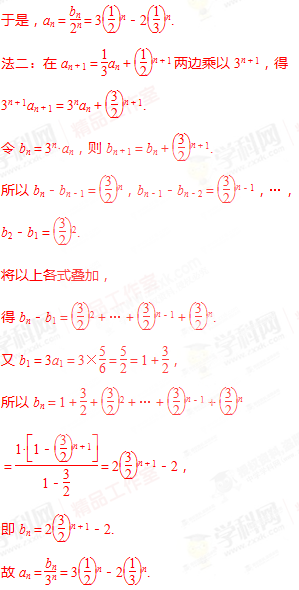 于是，aₙ＝bₙ/2ⁿ＝3(1/2)ⁿ－2(1/3)ⁿ.
法二：在 aₙ₊₁＝1/3aₙ＋(1/2)ⁿ⁺¹ 两边乘以 3ⁿ⁺¹，得
3ⁿ⁺¹aₙ₊₁＝3ⁿaₙ＋(3/2)ⁿ⁺¹.
令 bₙ＝3ⁿ·aₙ，则 bₙ₊₁＝bₙ＋(3/2)ⁿ⁺¹.
所以 bₙ－bₙ₋₁＝(3/2)ⁿ，bₙ₋₁－bₙ₋₂＝(3/2)ⁿ⁻¹，…，
b₂－b₁＝(3/2)².
将以上各式叠加，
得 bₙ－b₁＝(3/2)²＋…＋(3/2)ⁿ⁻¹＋(3/2)ⁿ.
又 b₁＝3a₁＝3×5/6＝5/2＝1＋3/2，
所以 bₙ＝1＋3/2＋(3/2)²＋…＋(3/2)ⁿ⁻¹＋(3/2)ⁿ
＝1·[1－(3/2)ⁿ⁺¹]/(1－3/2)＝2(3/2)ⁿ⁺¹－2，
即 bₙ＝2(3/2)ⁿ⁺¹－2.
故 aₙ＝bₙ/3ⁿ＝3(1/2)ⁿ－2(1/3)ⁿ.